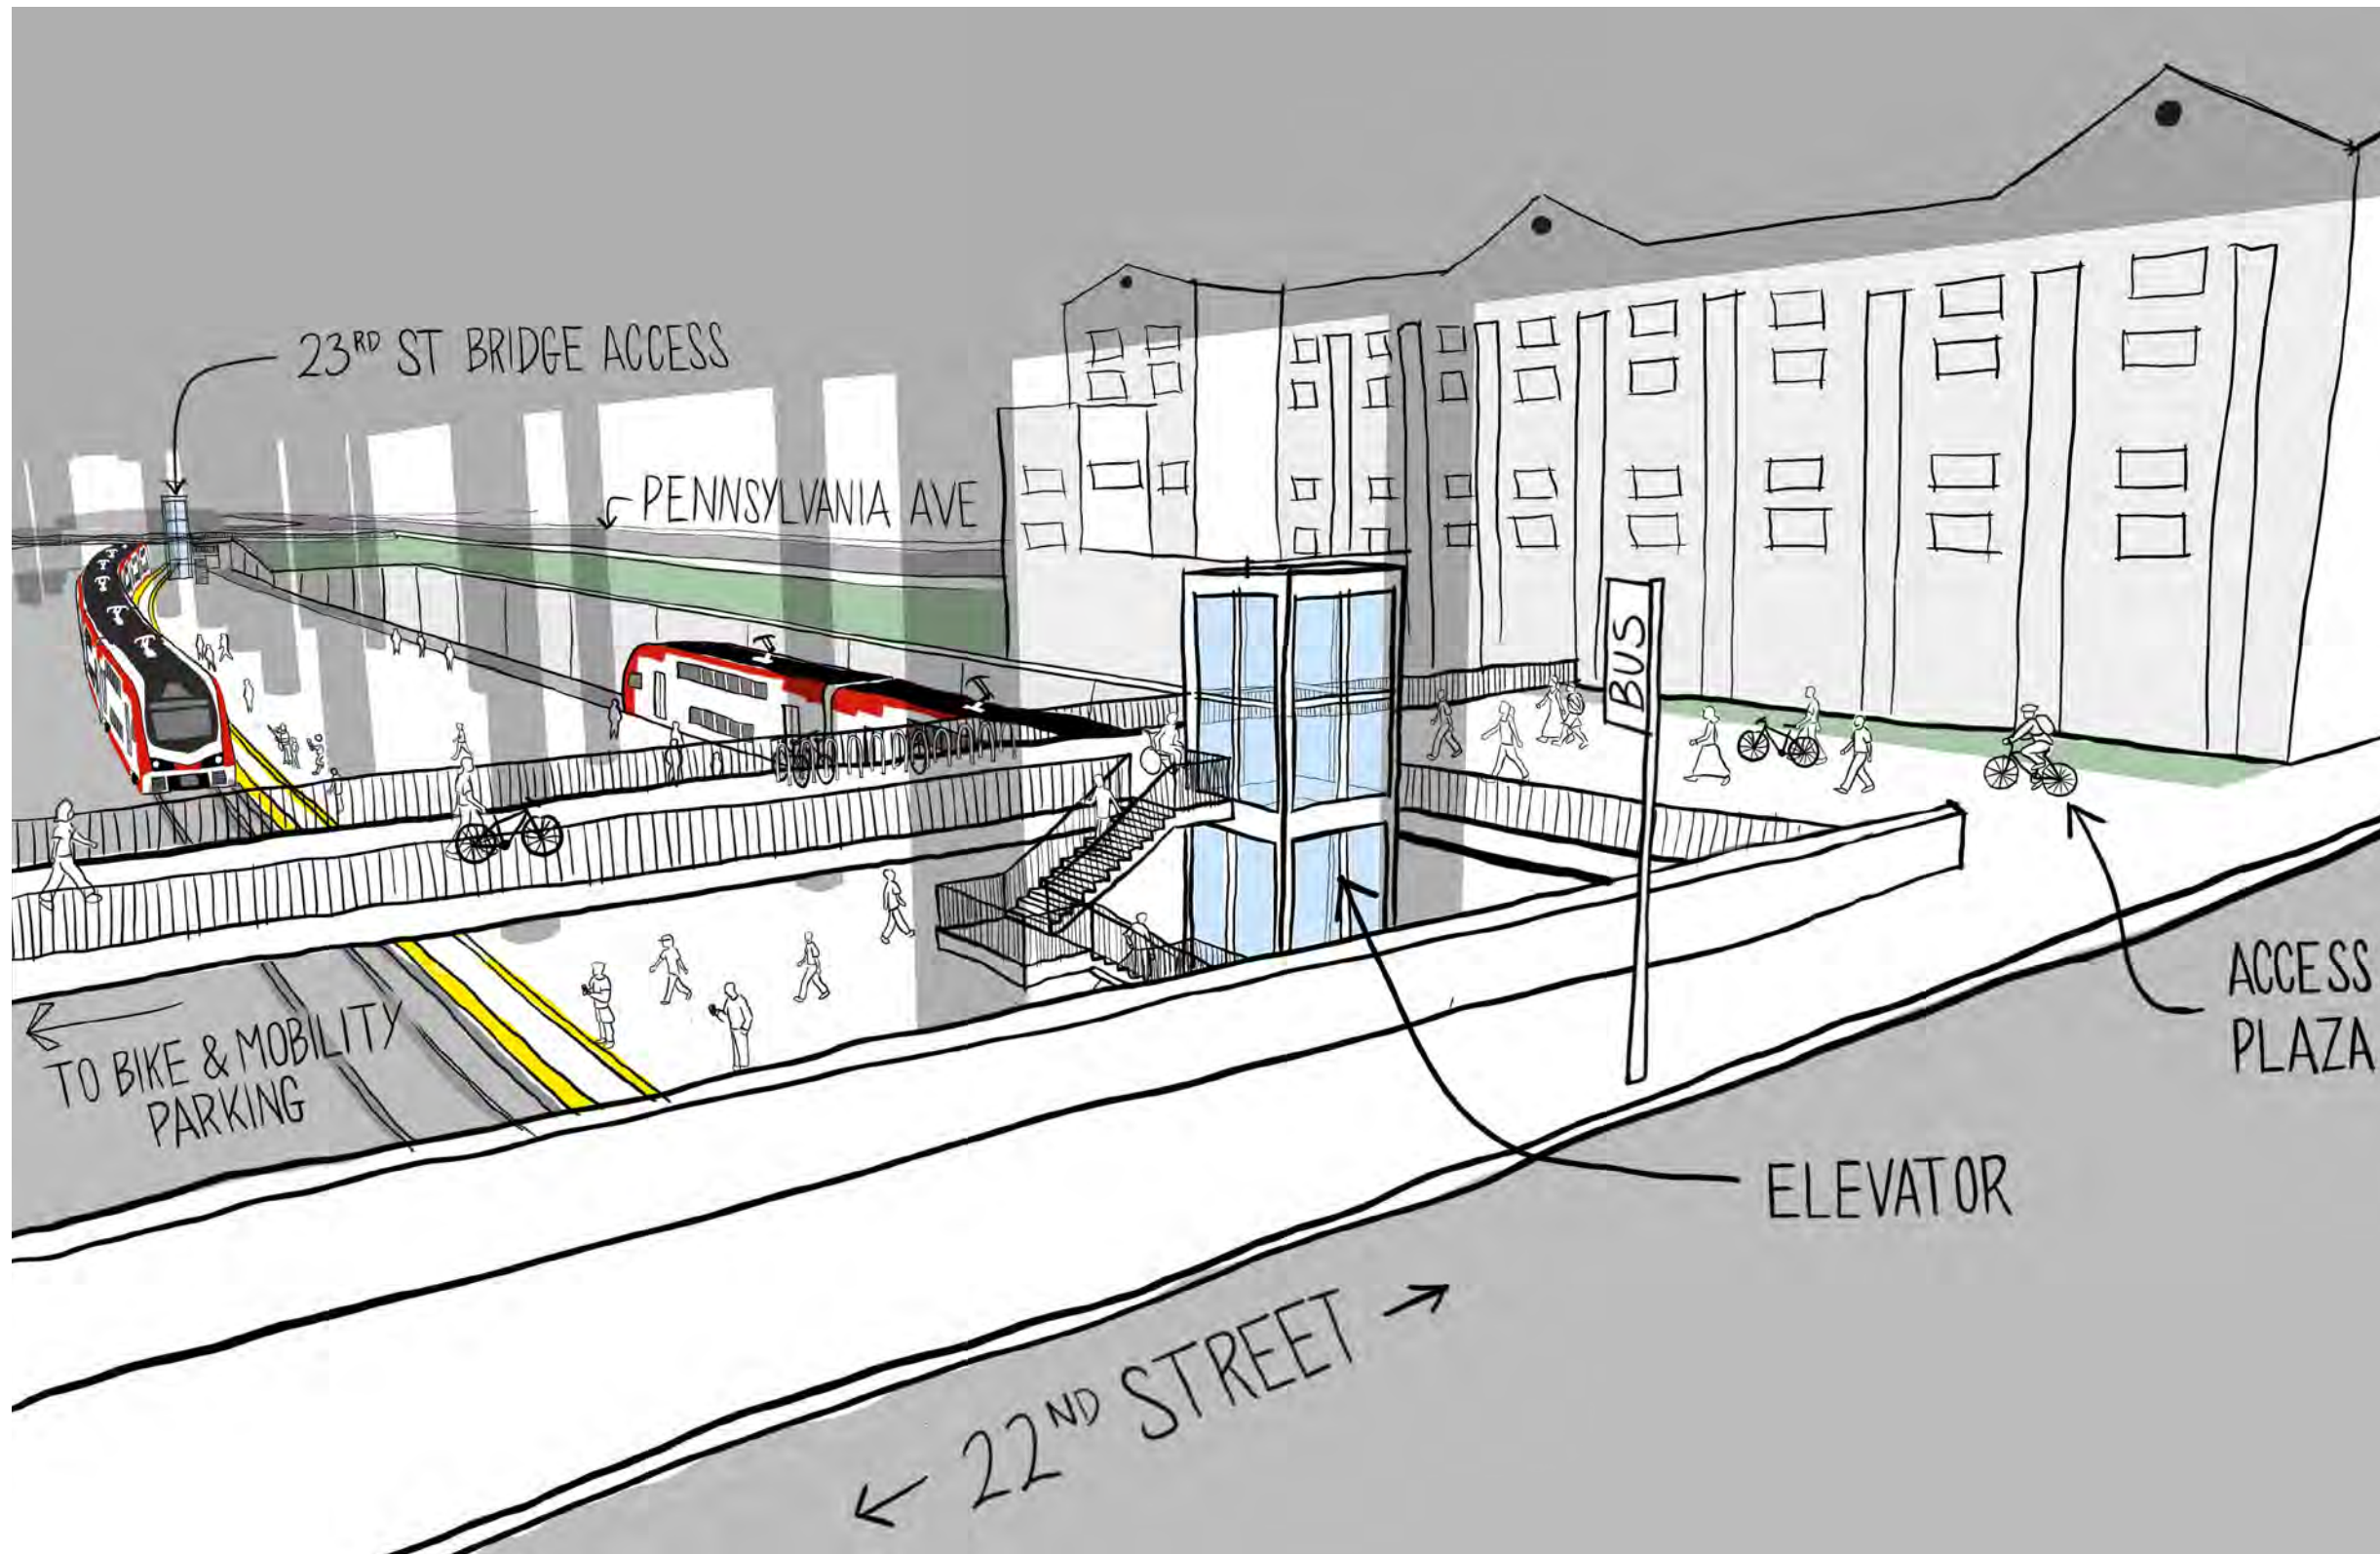 23RD ST BRIDGE ACCESS
PENNSYLVANIA AVE
BUS
TO BIKE & MOBILITY
PARKING
ACCESS
PLAZA
ELEVATOR
22ND STREET